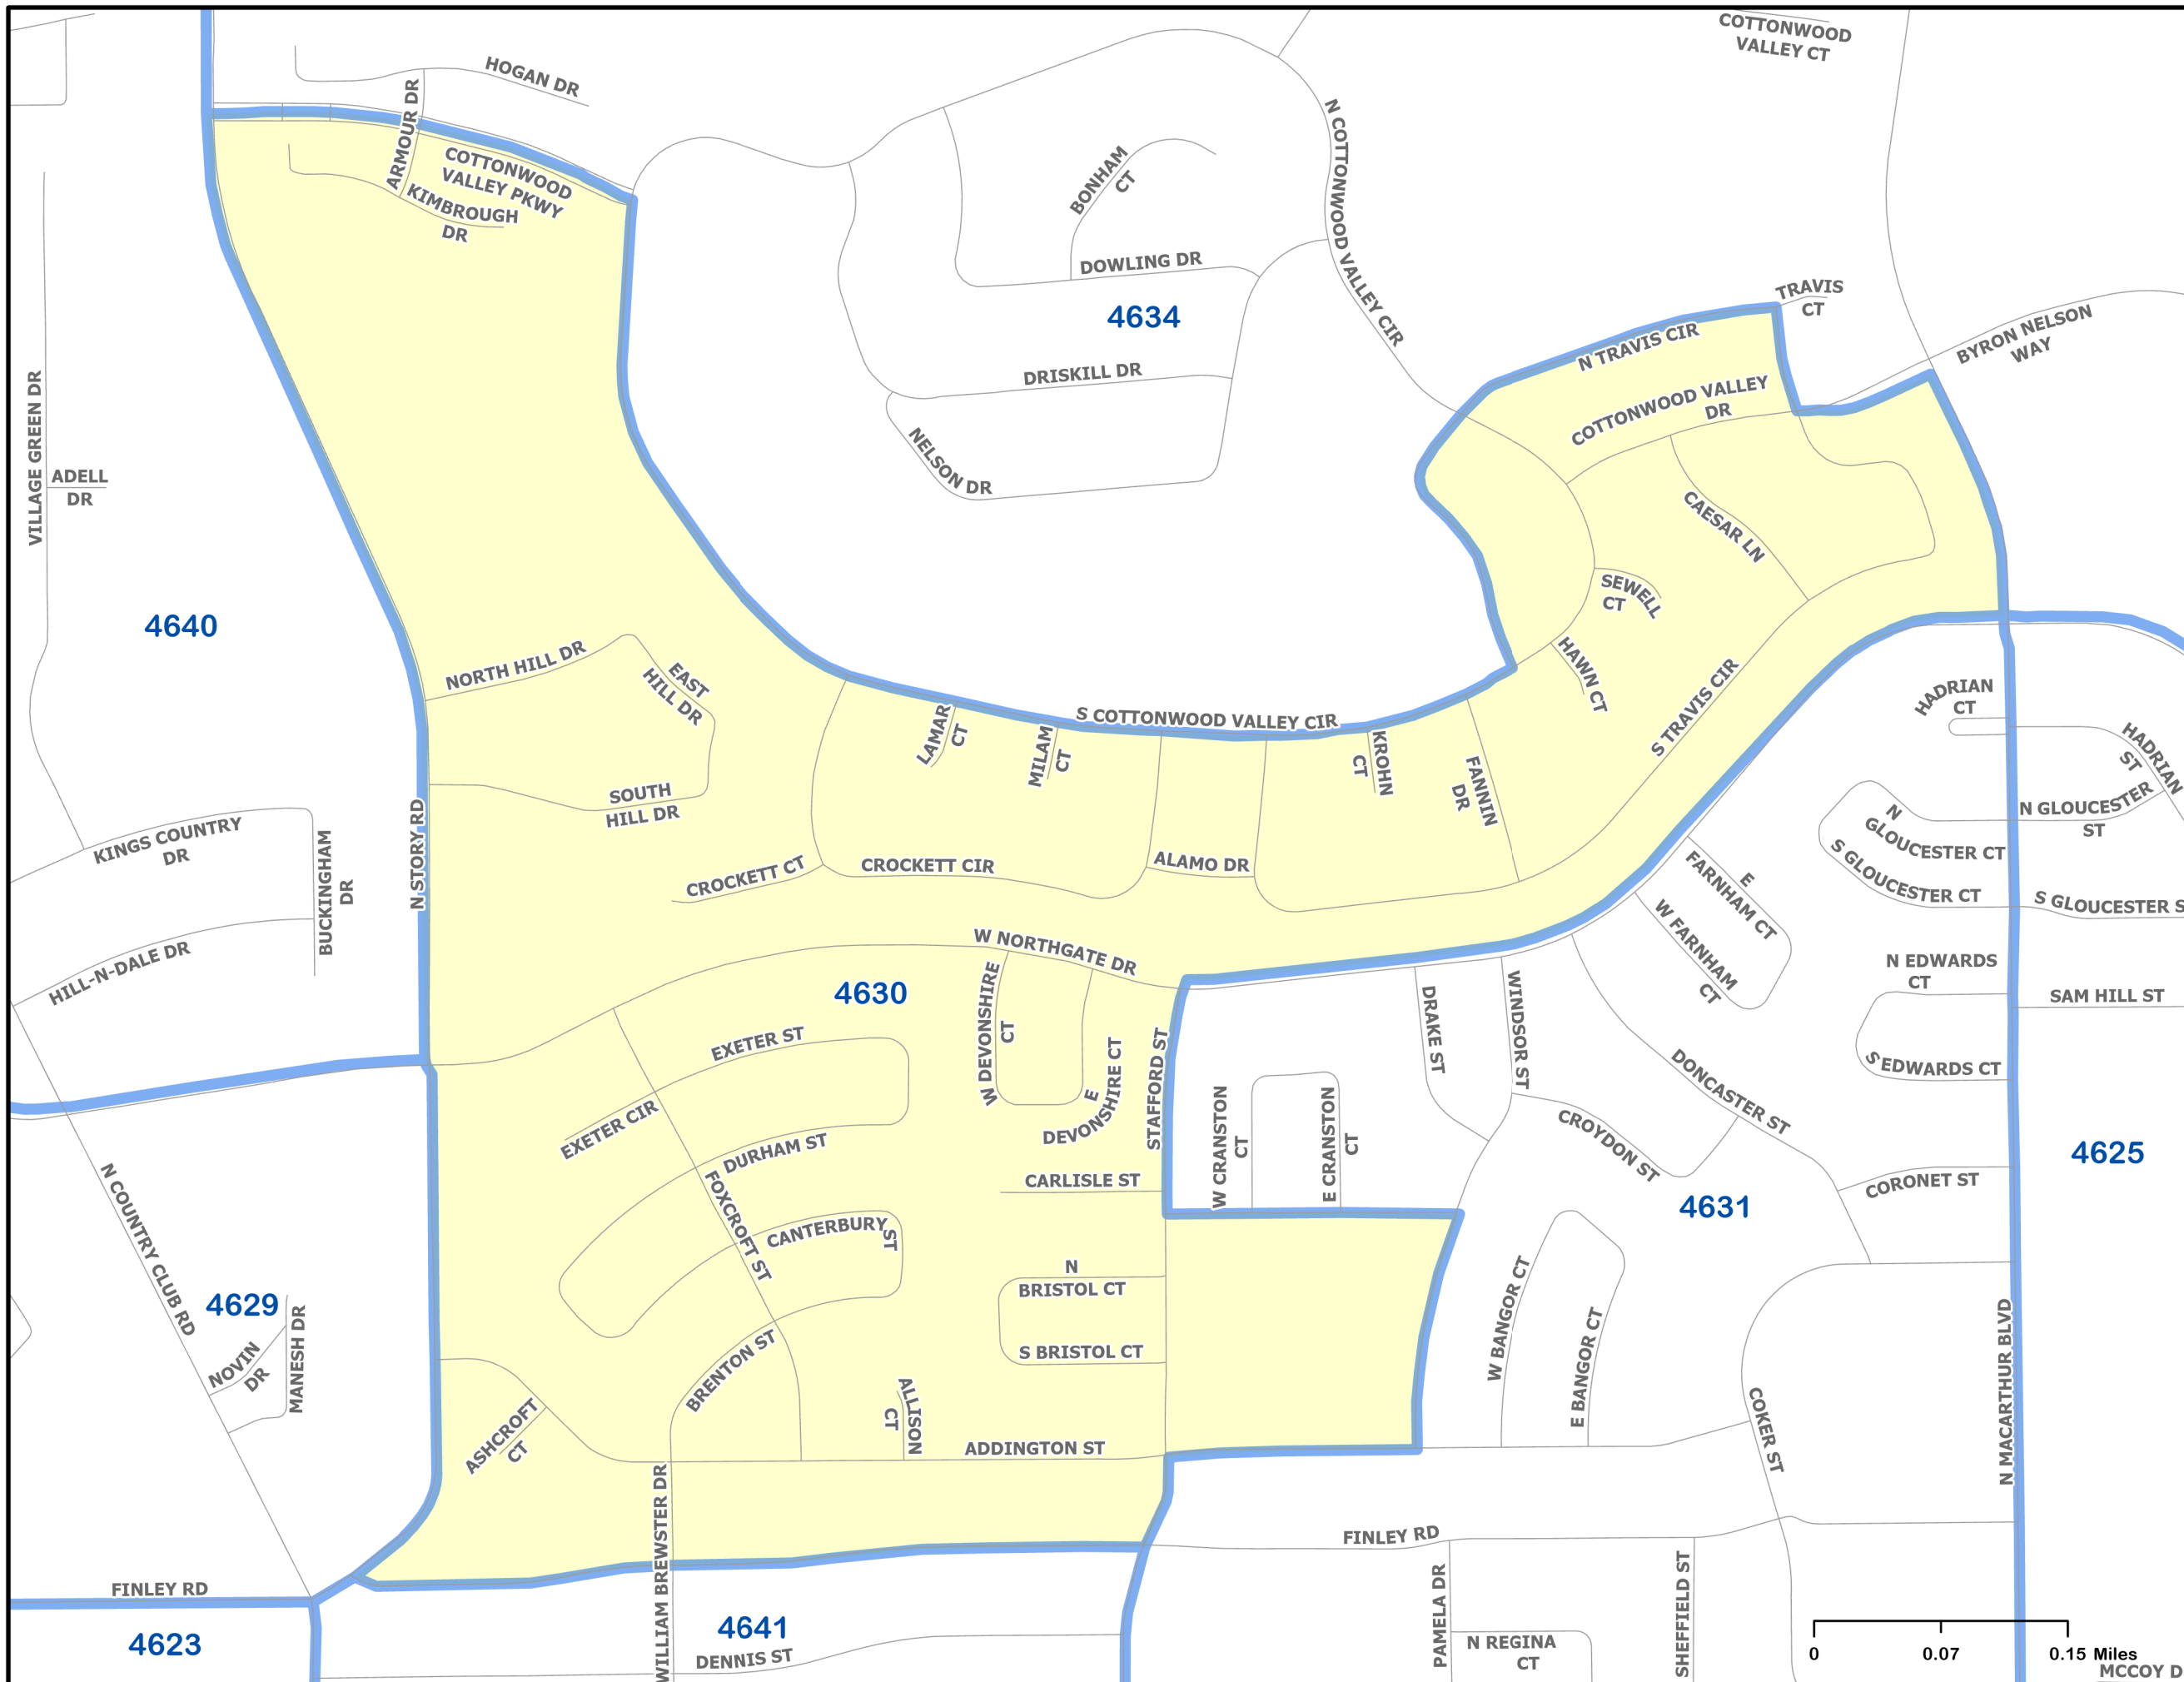 COTTONWOOD
VALLEY CT
HOGAN DR
ARMOUR DR
COTTONWOOD
VALLEY PKWY
KIMBROUGH
DR
N COTTONWOOD VALLEY CIR
BONHAM
CT
DOWLING DR
4634
DRISKILL DR
NELSON DR
TRAVIS
CT
N TRAVIS CIR
BYRON NELSON
WAY
COTTONWOOD VALLEY
DR
CAESAR LN
SEWELL
CT
HAWN CT
S TRAVIS CIR
VILLAGE GREEN DR
ADELL
DR
4640
NORTH HILL DR
EAST
HILL DR
SOUTH
HILL DR
S COTTONWOOD VALLEY CIR
LAMAR
CT
MILAM
CT
KROHN
CT
FANNIN
DR
KINGS COUNTRY
DR
BUCKINGHAM
DR
N STORY RD
HILL-N-DALE DR
CROCKETT CT
CROCKETT CIR
ALAMO DR
HADRIAN
CT
HADRIAN
ST
N GLOUCESTER
ST
N
GLOUCESTER CT
S GLOUCESTER CT
S GLOUCESTER S
E
FARNHAM CT
W FARNHAM
CT
N EDWARDS
CT
SAM HILL ST
S EDWARDS CT
W NORTHGATE DR
4630
W DEVONSHIRE
CT
E
DEVONSHIRE CT
STAFFORD ST
DRAKE ST
WINDSOR ST
DONCASTER ST
CROYDON ST
EXETER ST
EXETER CIR
DURHAM ST
FOXCROFT ST
CANTERBURY
ST
CARLISLE ST
W CRANSTON
CT
E CRANSTON
CT
4631
CORONET ST
4625
N COUNTRY CLUB RD
4629
NOVIN
DR
MANESH DR
N
BRISTOL CT
S BRISTOL CT
BRENTON ST
ALLISON
CT
ASHCROFT
CT
ADDINGTON ST
W BANGOR CT
E BANGOR CT
COKER ST
N MACARTHUR BLVD
WILLIAM BREWSTER DR
FINLEY RD
FINLEY RD
4623
4641
DENNIS ST
PAMELA DR
N REGINA
CT
SHEFFIELD ST
0
0.07
0.15 Miles
MCCOY D